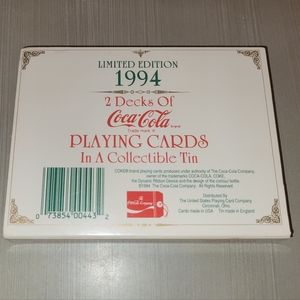 LIMITED EDITION
1994
2 Decks Of
Coca-Cola
Trade mark ®
PLAYING CARDS
In A Collectible Tin
COKE® brand playing cards produced under authority of The Coca-Cola Company,
owner of the trademarks COCA-COLA, COKE,
the Dynamic Ribbon Device and the design of the contour bottle.
©1994 The Coca-Cola Company. All Rights Reserved.
Distributed By
The United States Playing Card Company
Cincinnati, Ohio
Cards made in USA Tin made in England
0 73854 00443 2